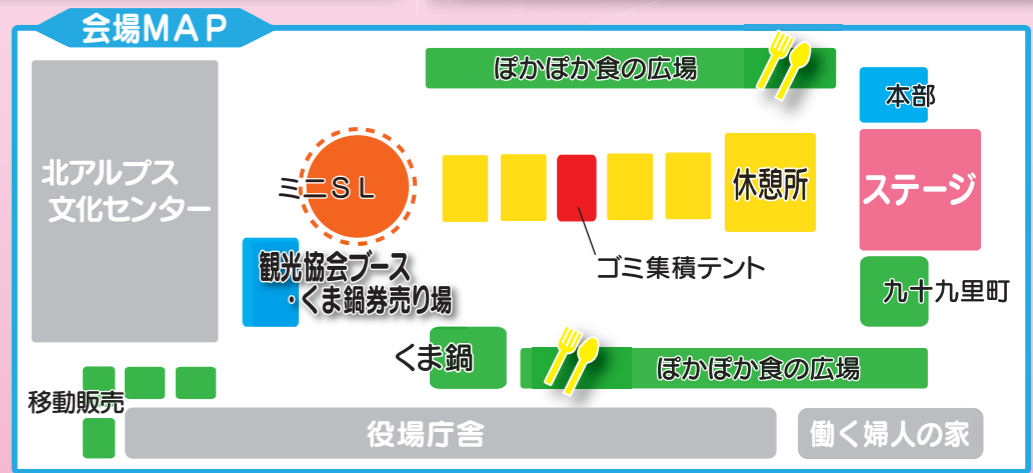 会場MAP
ぽかぽか食の広場
本部
北アルプス
文化センター
ミニSL
休憩所
ステージ
ゴミ集積テント
観光協会ブース
・くま鍋券売り場
九十九里町
くま鍋
ぽかぽか食の広場
移動販売
役場庁舎
働く婦人の家